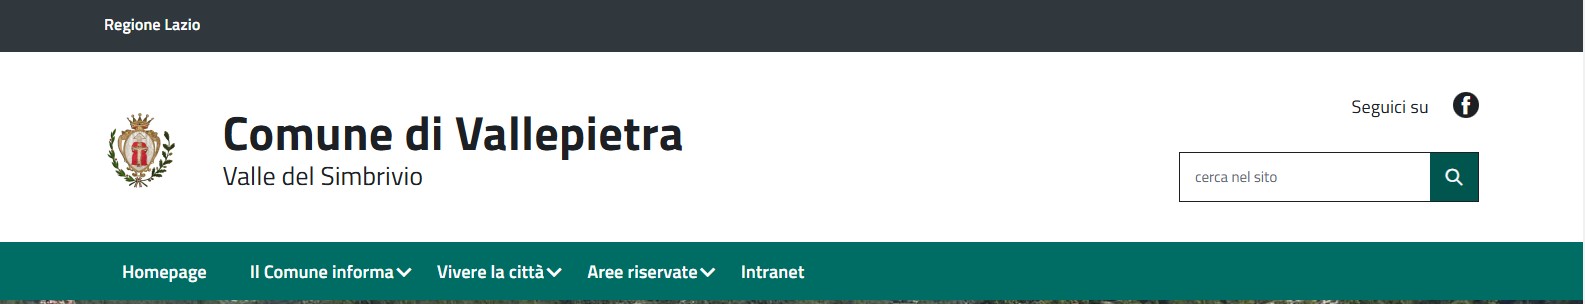 Regione Lazio
Comune di Vallepietra
Valle del Simbrivio
Seguici su
cerca nel sito
Homepage Il Comune informa Vivere la città Aree riservate Intranet